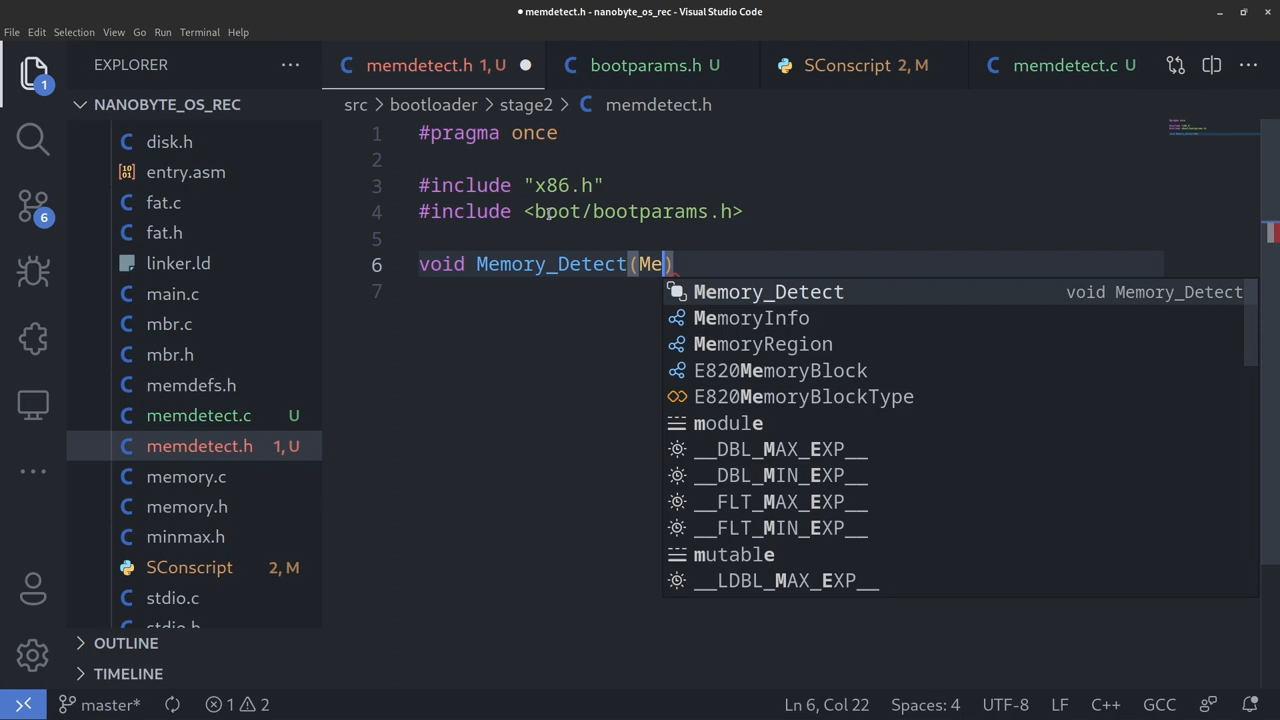 memdetect.h - nanobyte_os_rec - Visual Studio Code
File Edit Selection View Go Run Terminal Help
EXPLORER
memdetect.h 1, U
bootparams.h U
SConscript 2, M
memdetect.c U
1
NANOBYTE_OS_REC
src > bootloader > stage2 > memdetect.h
disk.h
entry.asm
fat.c
fat.h
linker.ld
main.c
mbr.c
mbr.h
memdefs.h
memdetect.c U
memdetect.h 1, U
memory.c
memory.h
minmax.h
SConscript 2, M
stdio.c
stdio.h
6
OUTLINE
TIMELINE
1 #pragma once
2
3 #include "x86.h"
4 #include <boot/bootparams.h>
5
6 void Memory_Detect(Me)
7
Memory_Detect void Memory_Detect
MemoryInfo
MemoryRegion
E820MemoryBlock
E820MemoryBlockType
module
__DBL_MAX_EXP__
__DBL_MIN_EXP__
__FLT_MAX_EXP__
__FLT_MIN_EXP__
mutable
__LDBL_MAX_EXP__
master* 1 2 Ln 6, Col 22 Spaces: 4 UTF-8 LF C++ GCC